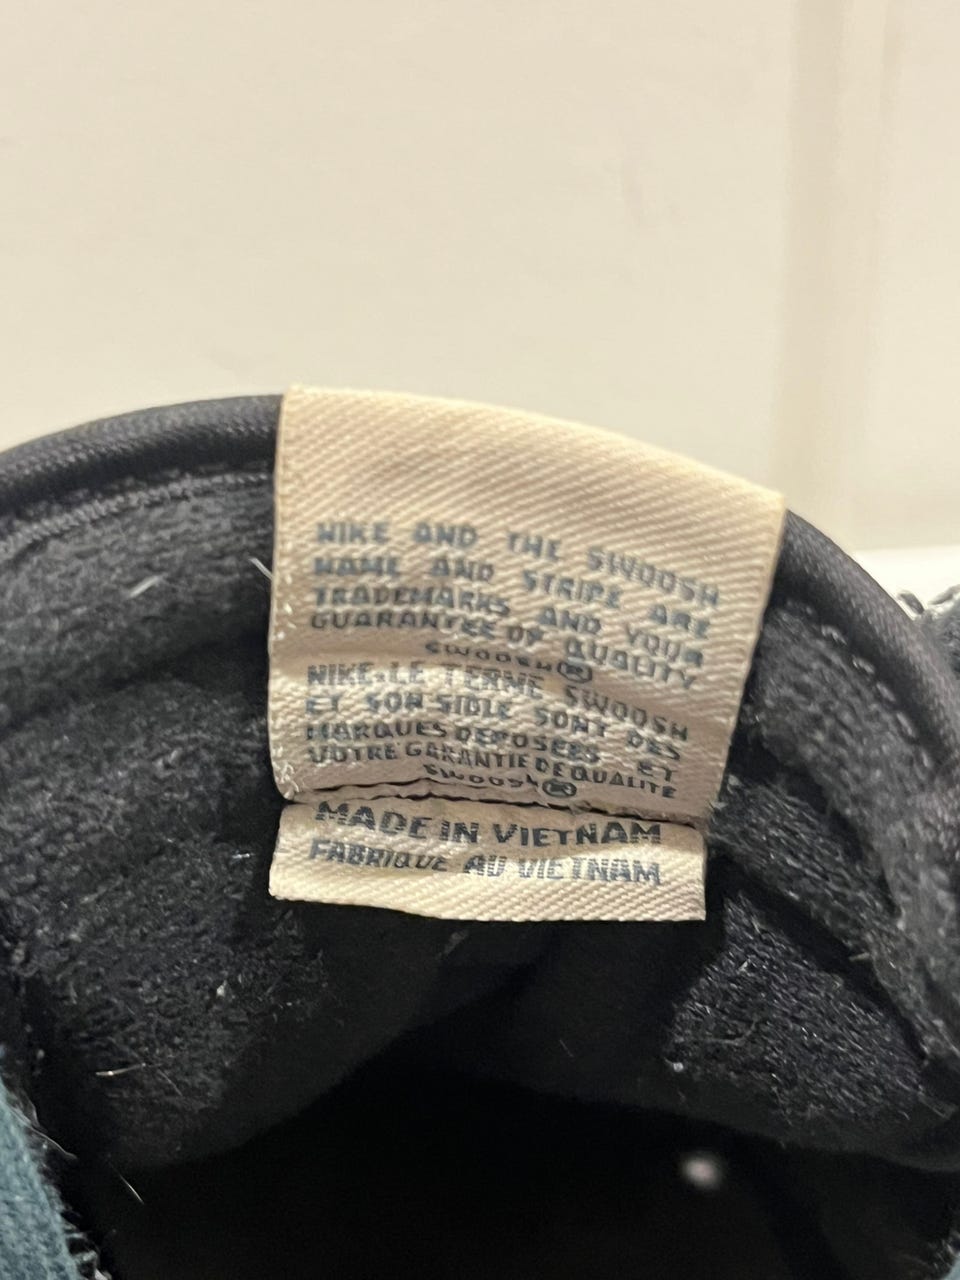 NIKE AND THE SWOOSH
NAME AND STRIPE ARE
TRADEMARKS AND YOUR
GUARANTEE OF QUALITY
SWOOSH®
NIKE-LE TERME SWOOSH
ET SON SIGLE SONT DES
MARQUES DEPOSEES ET
VOTRE GARANTIE DE QUALITE
SWOOSH®
MADE IN VIETNAM
FABRIQUE AU VIETNAM